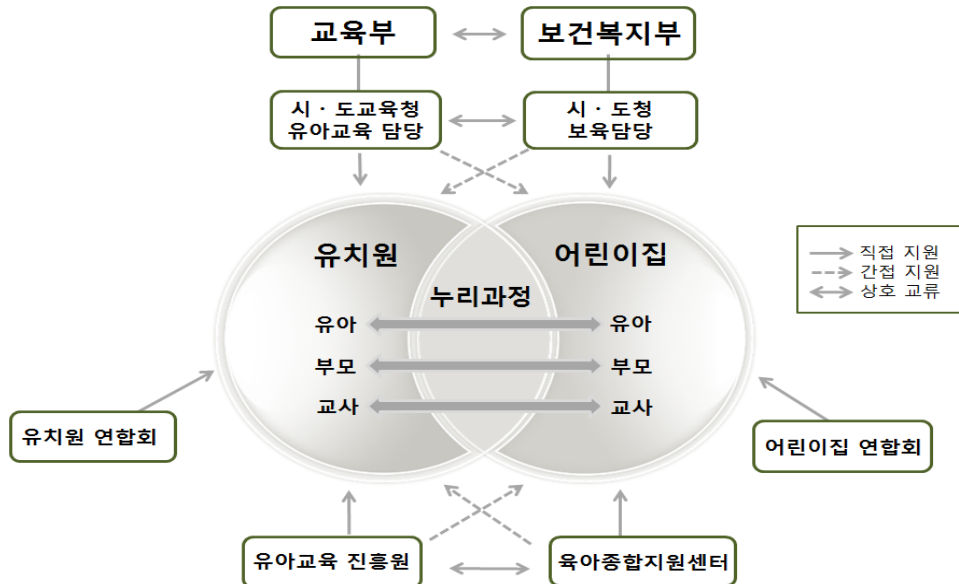 교육부
보건복지부
시 · 도교육청
유아교육 담당
시 · 도청
보육담당
유치원
어린이집
누리과정
유아
유아
부모
부모
교사
교사
직접 지원
간접 지원
상호 교류
유치원 연합회
어린이집 연합회
유아교육 진흥원
육아종합지원센터